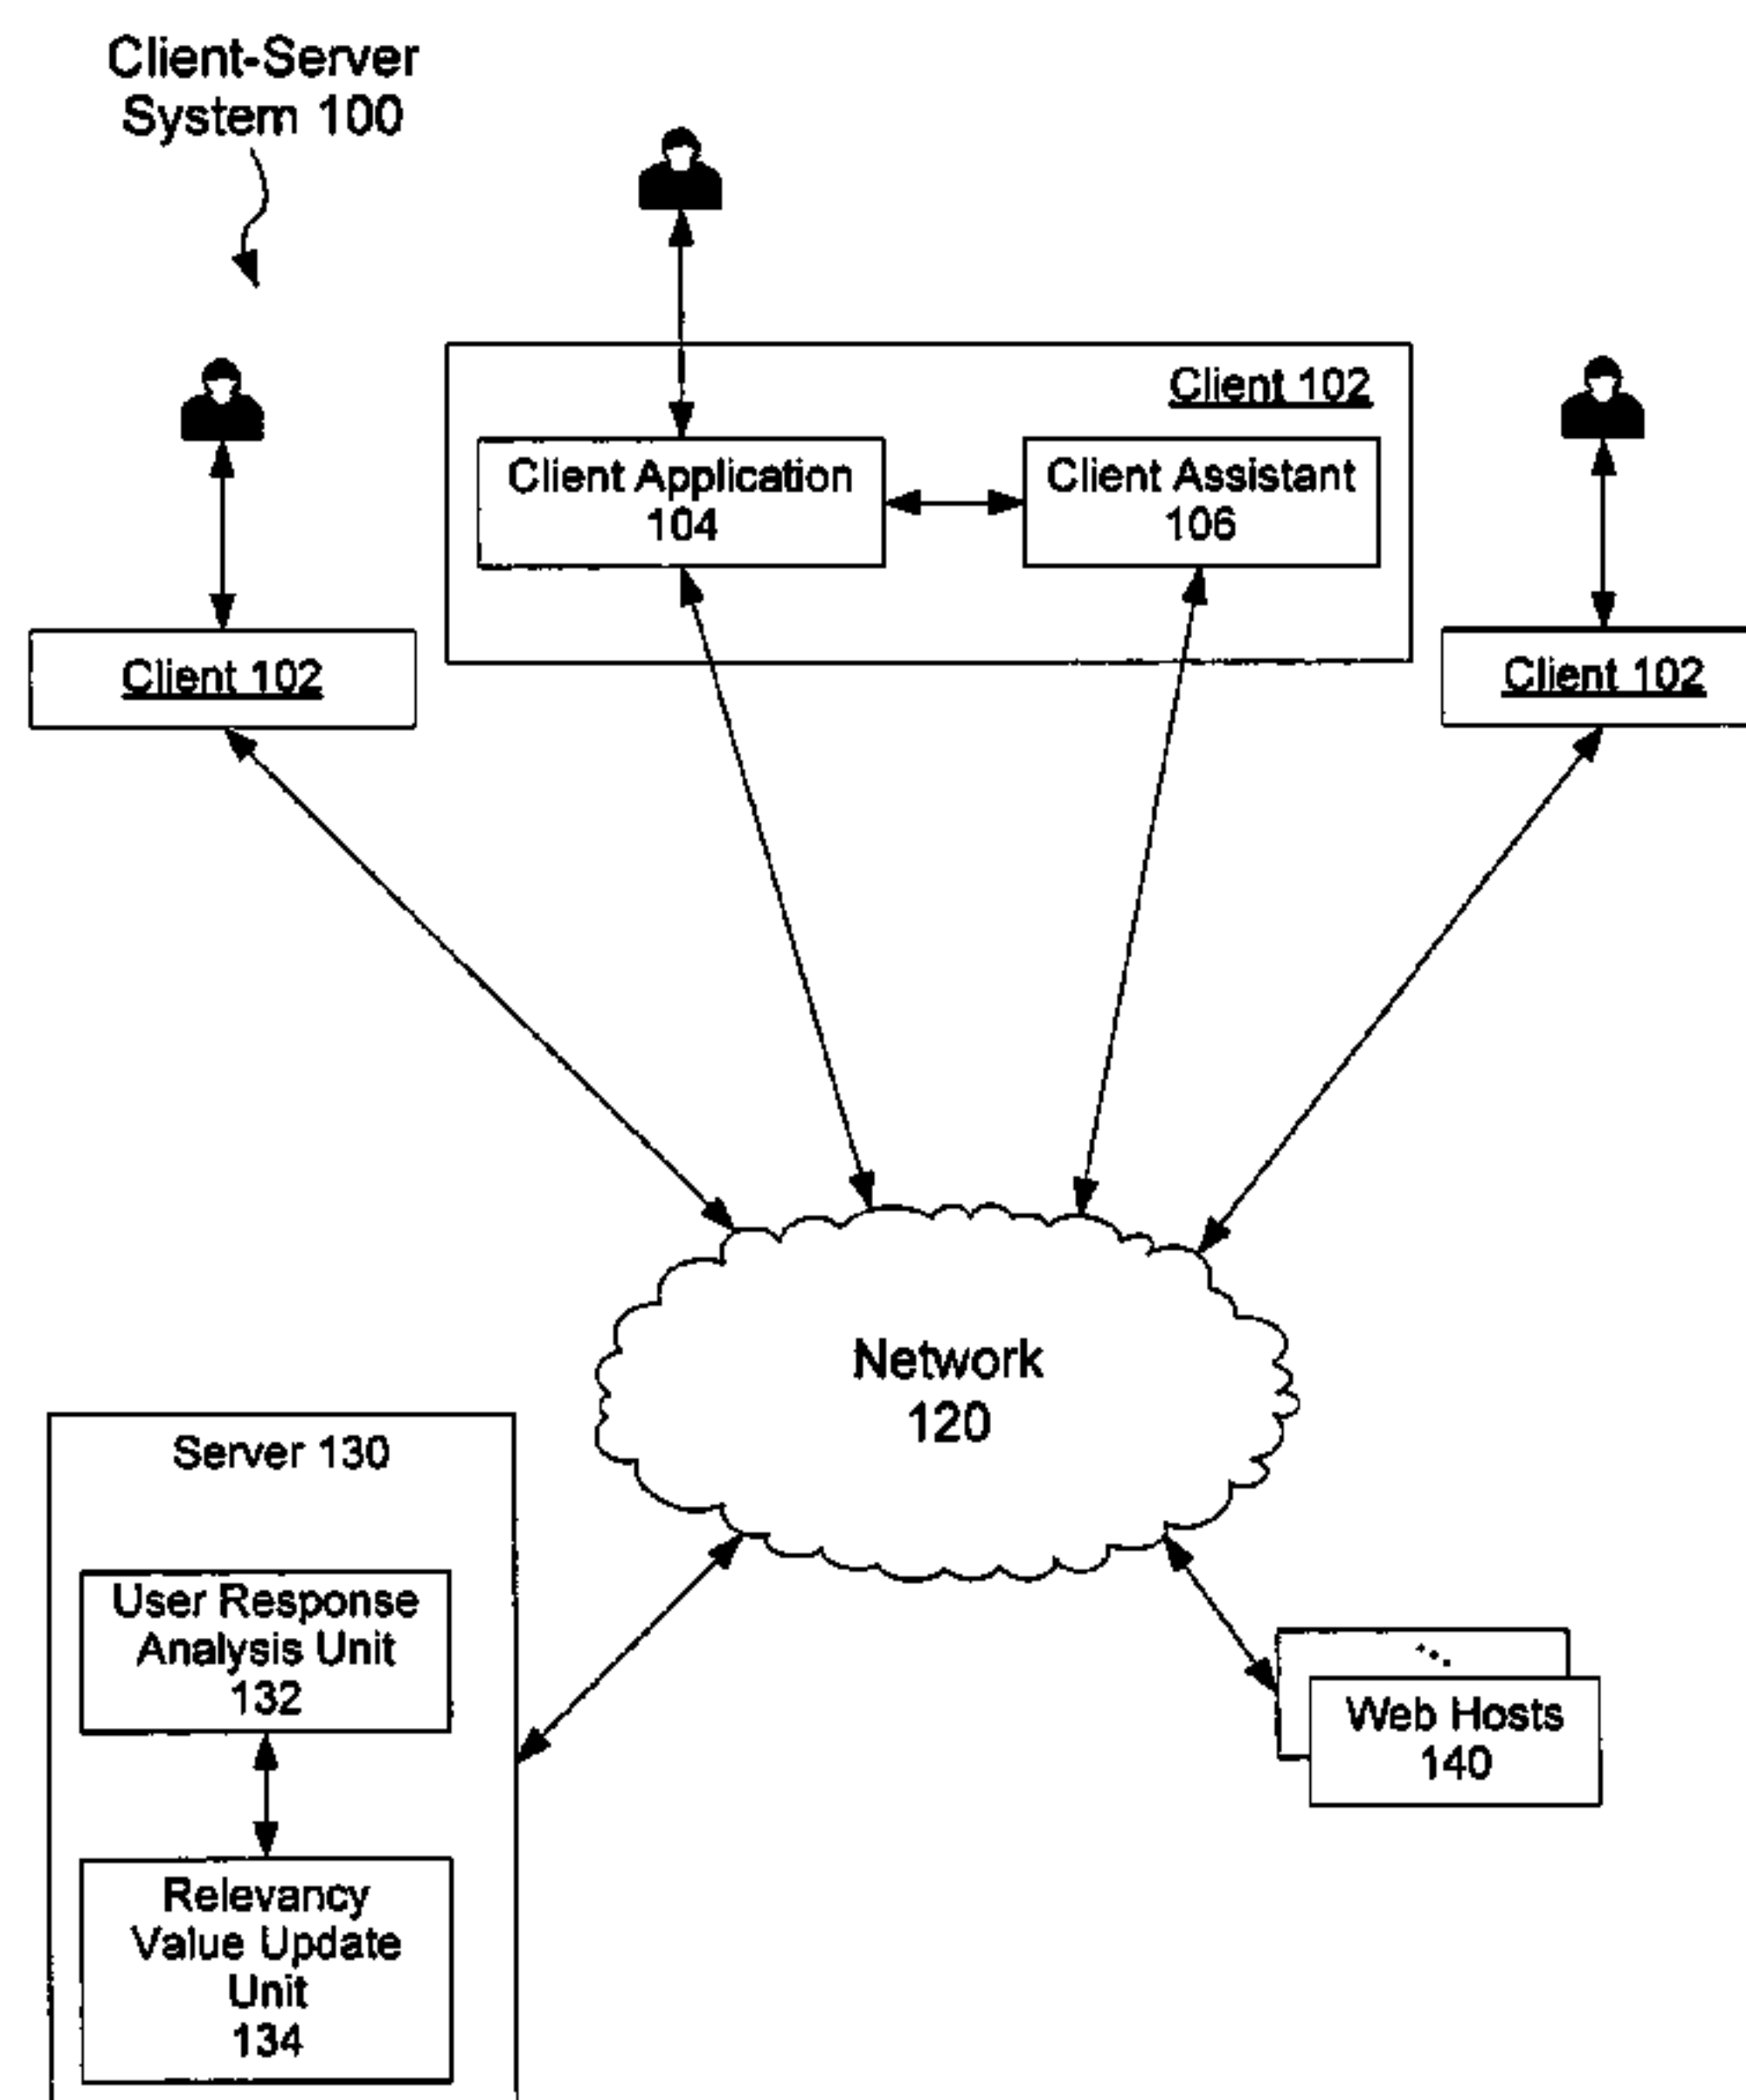 Client-Server
System 100
Client 102
Client Application
104
Client Assistant
106
Client 102
Client 102
Network
120
Server 130
User Response
Analysis Unit
132
Relevancy
Value Update
Unit
134
Web Hosts
140